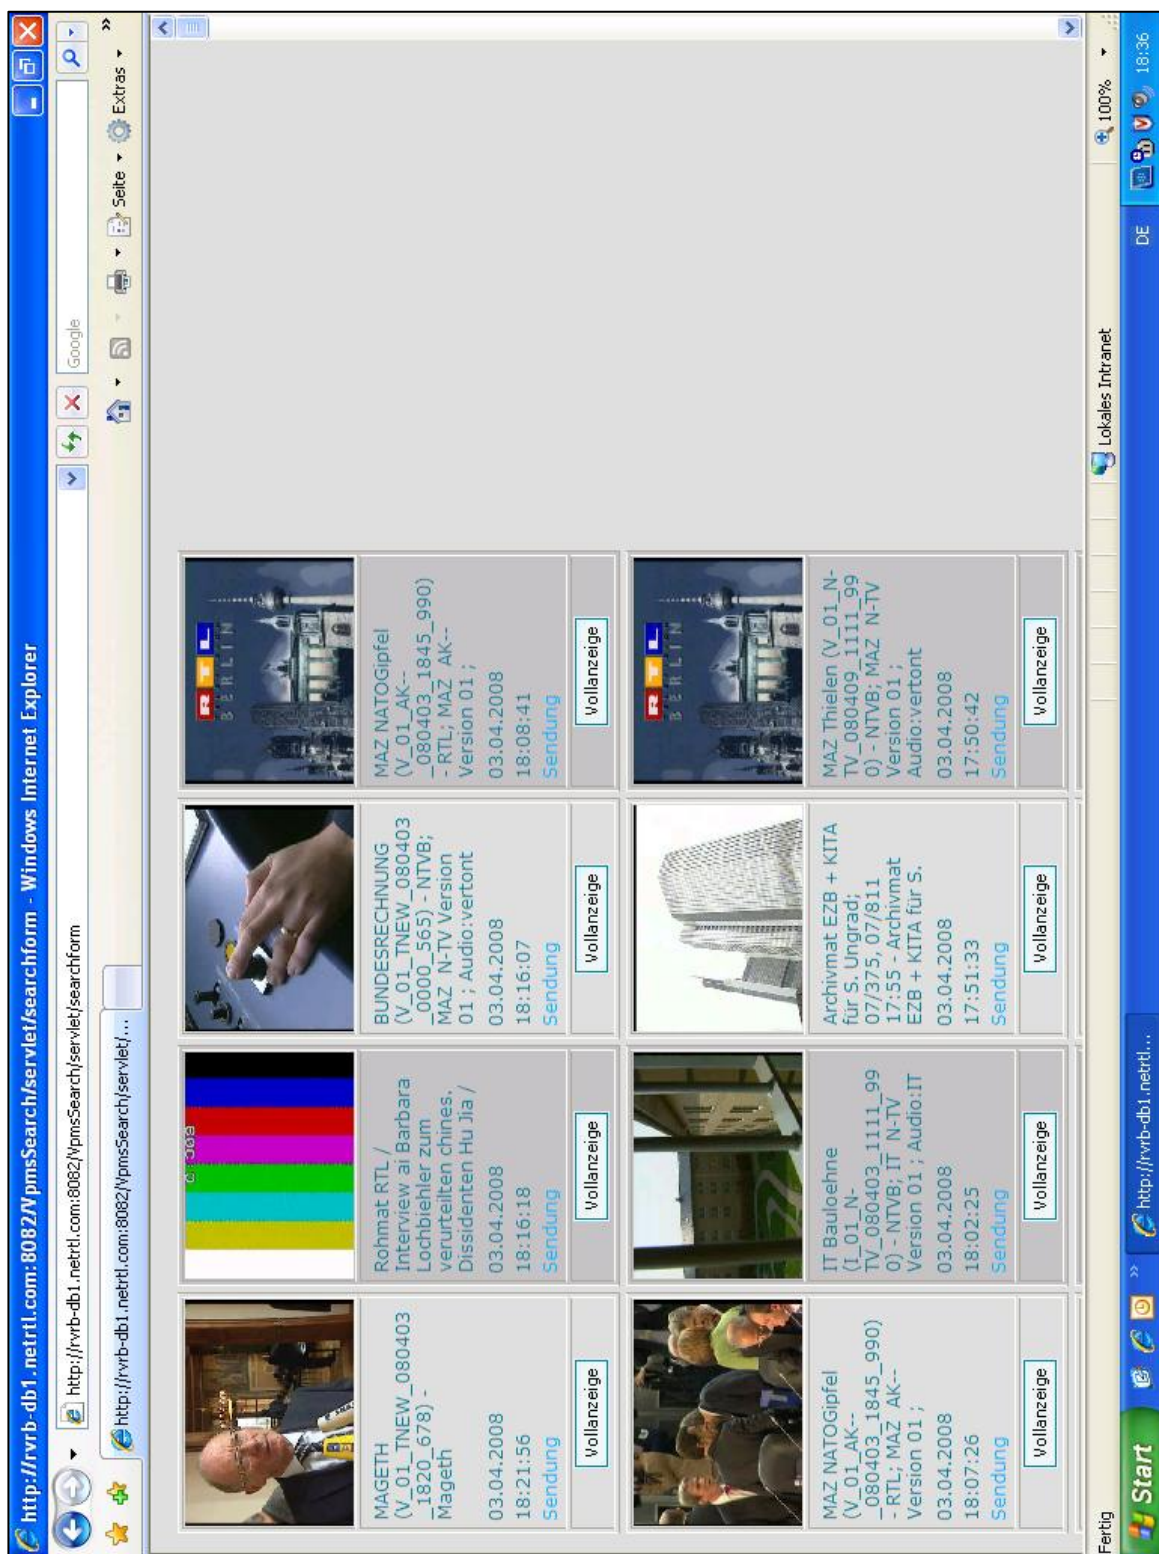 http://rvrb-db1.netrtl.com:8082/VpmsSearch/servlet/searchform - Windows Internet Explorer
http://rvrb-db1.netrtl.com:8082/VpmsSearch/servlet/searchform
Google
http://rvrb-db1.netrtl.com:8082/VpmsSearch/servlet/...
Seite
Extras
MAGETH
(V_01_TNEW_080403
_1820_678) -
Mageth
03.04.2008
18:21:56
Sendung
Vollanzeige
Rohmat RTL /
Interview ai Barbara
Lochbiehler zum
verurteilten chines.
Dissidenten Hu Jia /
03.04.2008
18:16:18
Sendung
Vollanzeige
BUNDESRECHNUNG
(V_01_TNEW_080403
_0000_565) - NTVB;
MAZ N-TV Version
01 ; Audio:vertont
03.04.2008
18:16:07
Sendung
Vollanzeige
RTL
BERLIN
MAZ NATOGipfel
(V_01_AK--
_080403_1845_990)
- RTL; MAZ AK--
Version 01 ;
03.04.2008
18:08:41
Sendung
Vollanzeige
MAZ NATOGipfel
(V_01_AK--
_080403_1845_990)
- RTL; MAZ AK--
Version 01 ;
03.04.2008
18:07:26
Sendung
Vollanzeige
IT Bauloehne
(I_01_N-
TV_080403_1111_99
0) - NTVB; IT N-TV
Version 01 ; Audio:IT
03.04.2008
18:02:25
Sendung
Vollanzeige
Archivmat EZB + KITA
für S. Ungrad;
07/375, 07/811
17:55 - Archivmat
EZB + KITA für S.
03.04.2008
17:51:33
Sendung
Vollanzeige
RTL
BERLIN
MAZ Thielen (V_01_N-
TV_080409_1111_99
0) - NTVB; MAZ N-TV
Version 01 ;
Audio:vertont
03.04.2008
17:50:42
Sendung
Vollanzeige
Fertig
Lokales Intranet
100%
Start
http://rvrb-db1.netrtl...
DE
18:36